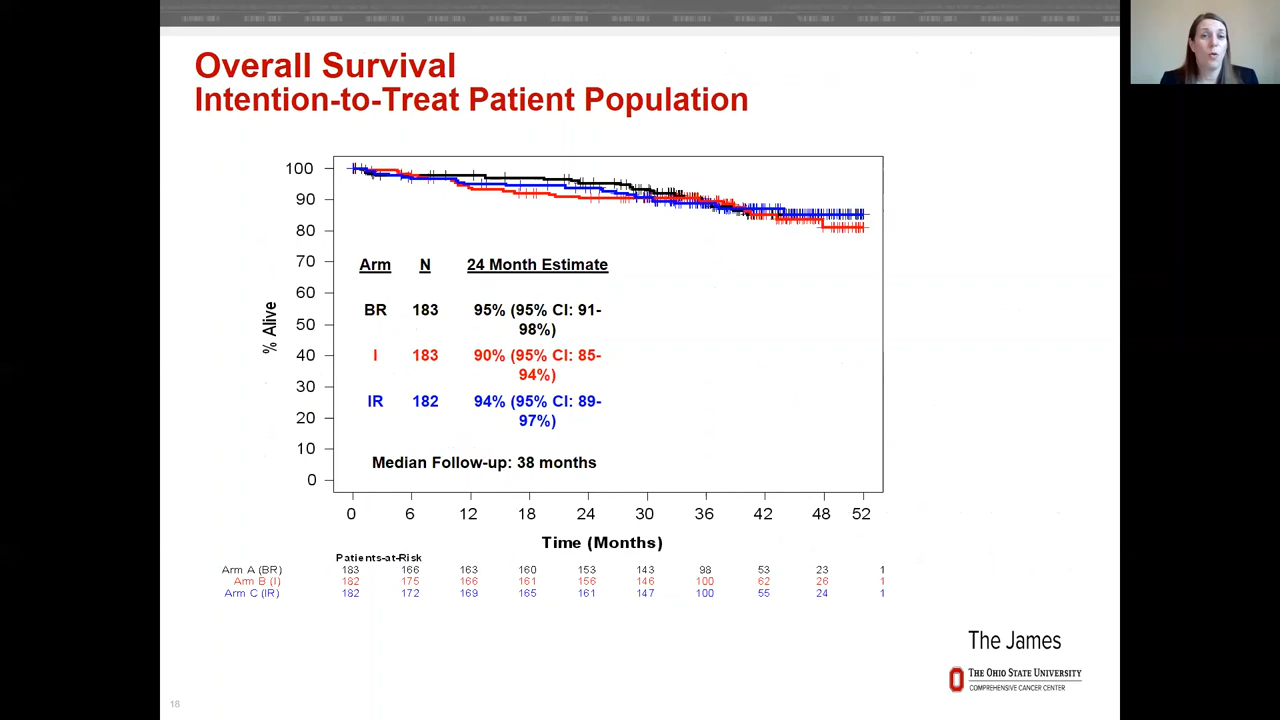 Overall Survival
Intention-to-Treat Patient Population
100
90
80
70
60
50
40
30
20
10
0
% Alive
Arm N 24 Month Estimate
BR 183 95% (95% CI: 91-
98%)
I 183 90% (95% CI: 85-
94%)
IR 182 94% (95% CI: 89-
97%)
Median Follow-up: 38 months
0 6 12 18 24 30 36 42 48 52
Time (Months)
Patients-at-Risk
Arm A (BR) 183 166 163 160 153 143 98 53 23 1
Arm B (I) 182 175 166 161 156 146 100 62 26 1
Arm C (IR) 182 172 169 165 161 147 100 55 24 1
The James
THE OHIO STATE UNIVERSITY
COMPREHENSIVE CANCER CENTER
18